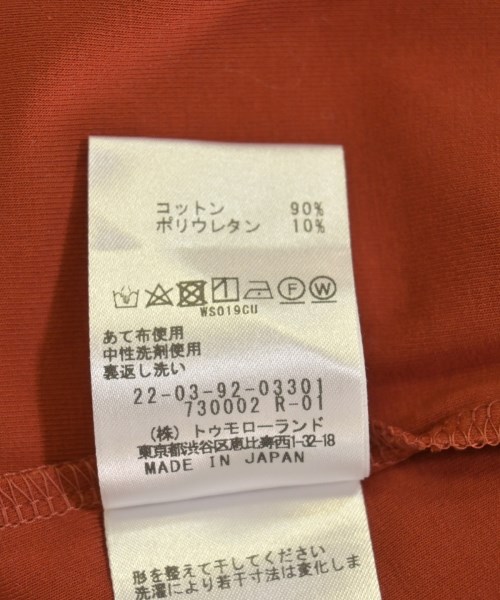 コットン 90%
ポリウレタン 10%
WS019CU
あて布使用
中性洗剤使用
裏返し洗い
22-03-92-03301
730002 R-01
(株) トゥモローランド
東京都渋谷区恵比寿西1-32-18
MADE IN JAPAN
形を整えて干してください
洗濯により若干寸法は変化しま